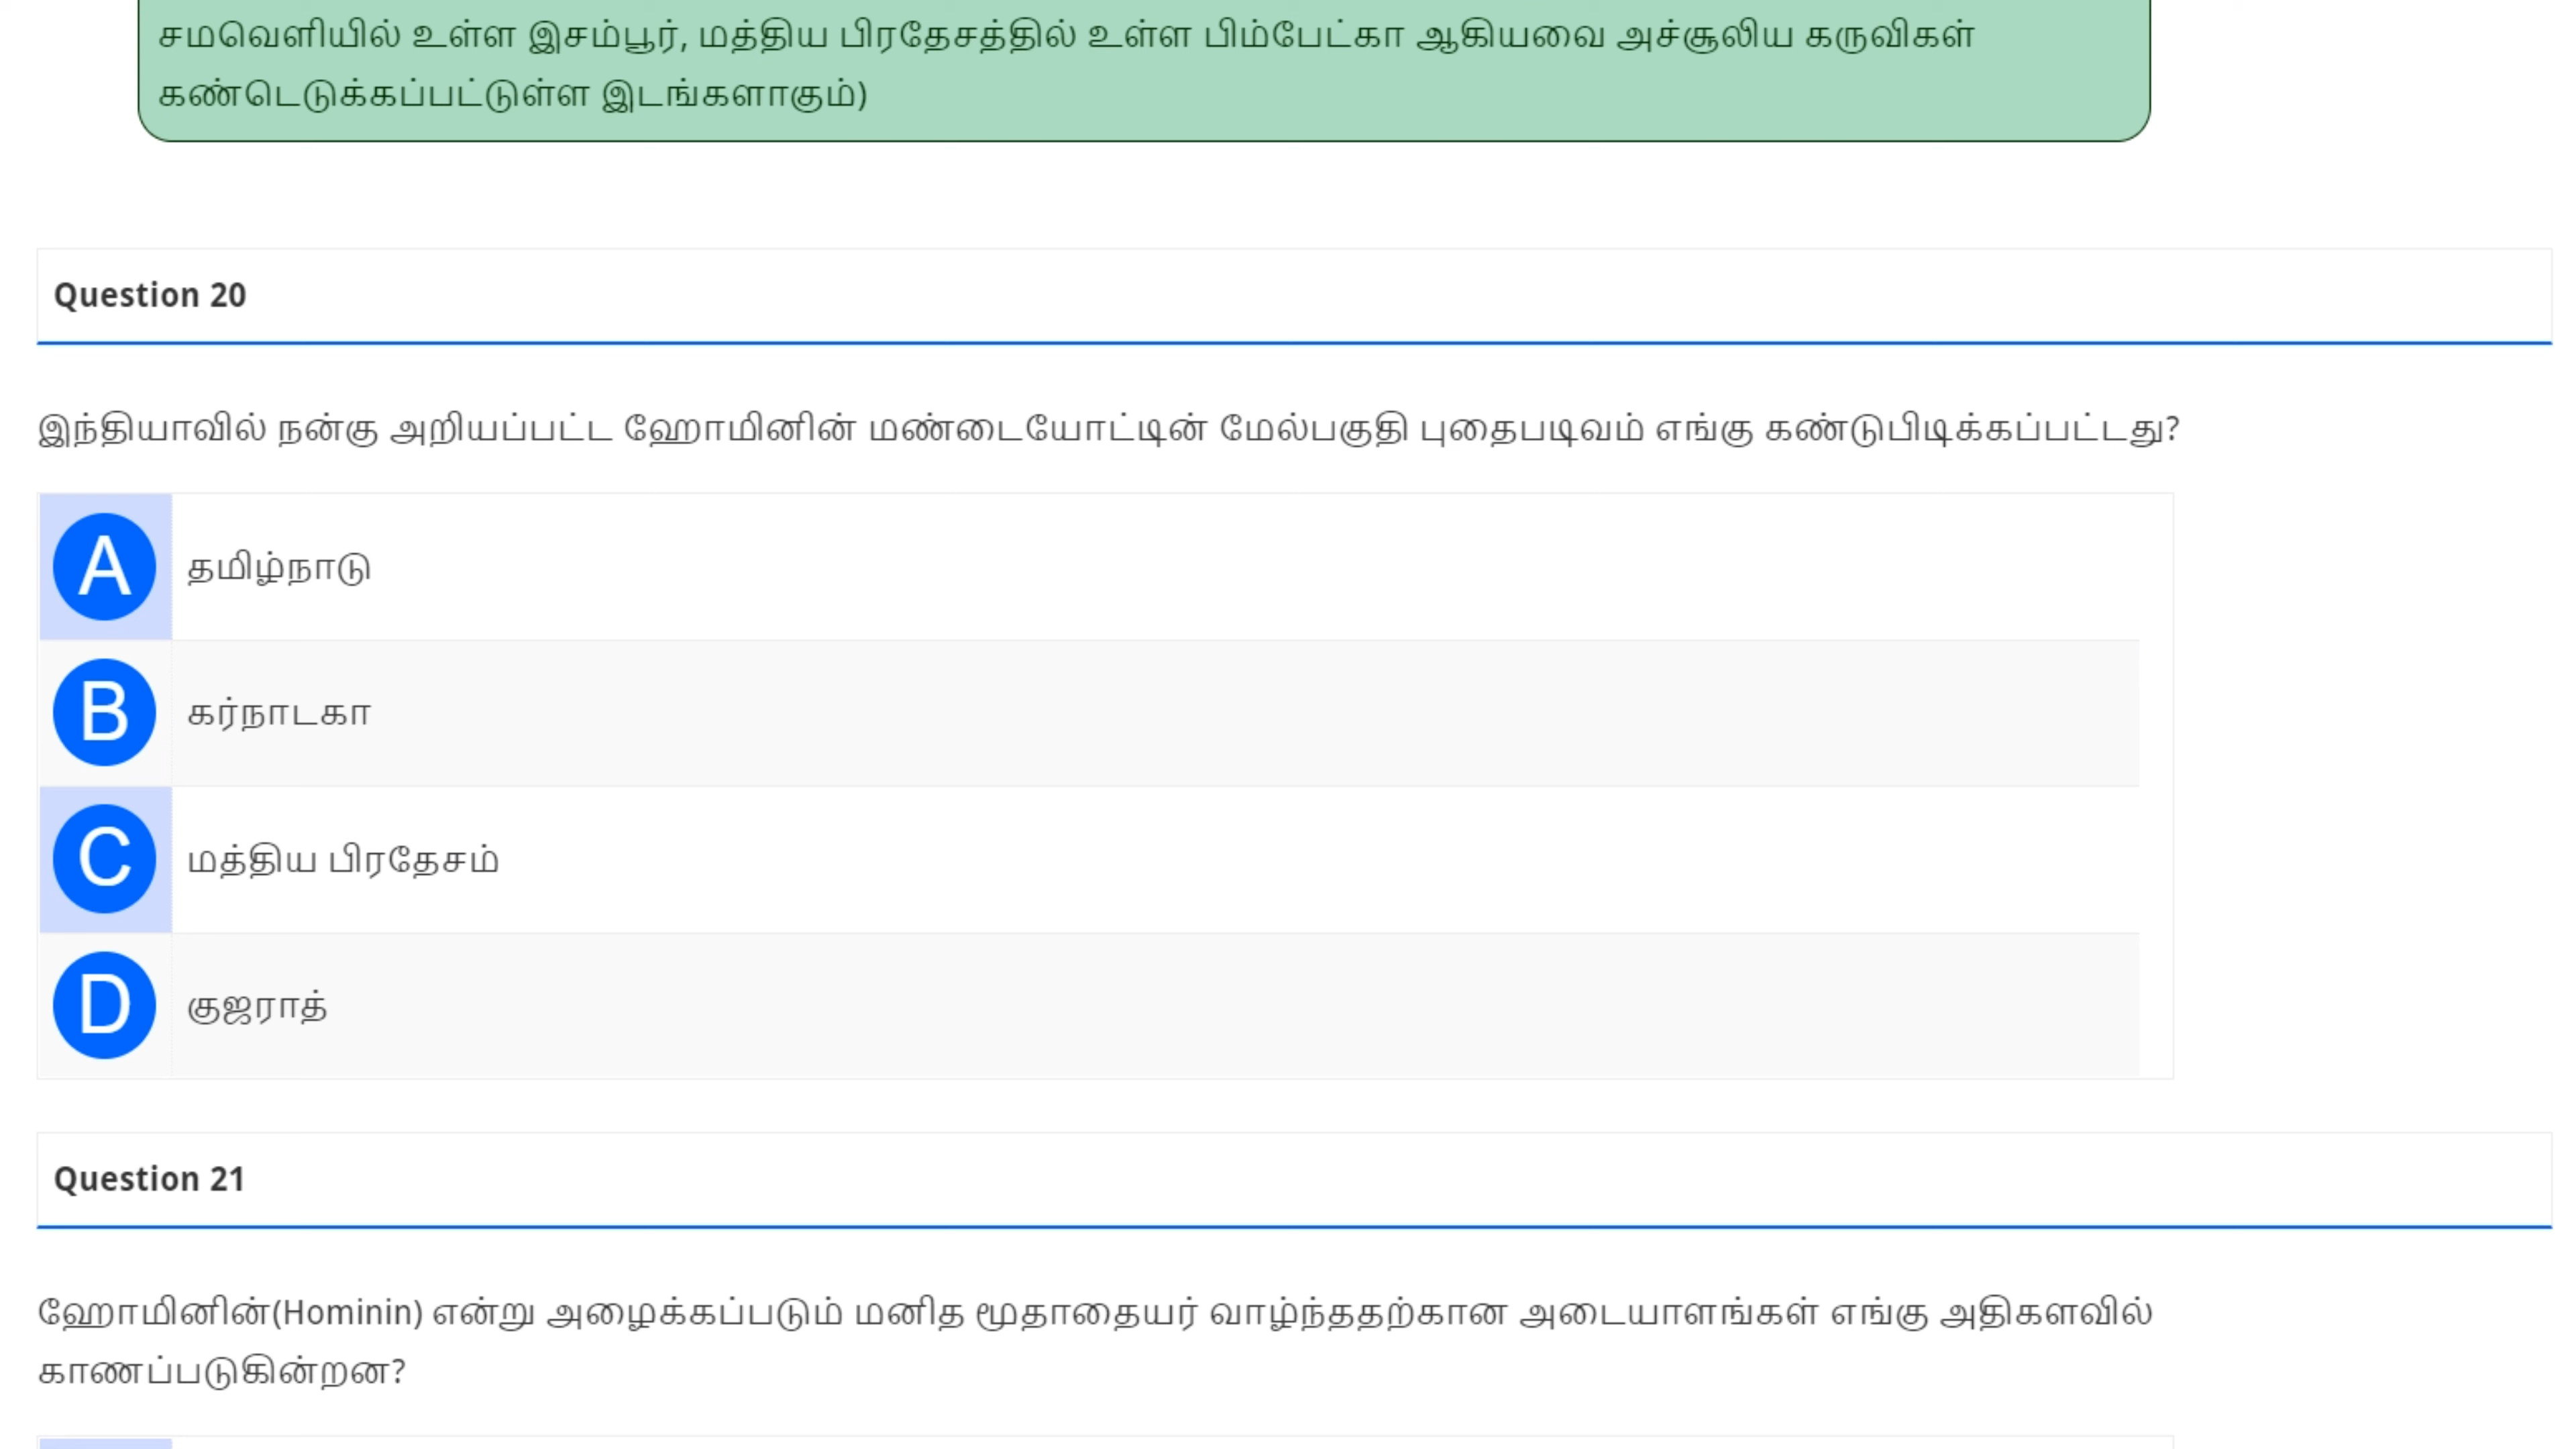 சமவெளியில் உள்ள இசம்பூர், மத்திய பிரதேசத்தில் உள்ள பிம்பேட்கா ஆகியவை அச்சூலிய கருவிகள்
கண்டெடுக்கப்பட்டுள்ள இடங்களாகும்)
Question 20
இந்தியாவில் நன்கு அறியப்பட்ட ஹோமினின் மண்டையோட்டின் மேல்பகுதி புதைபடிவம் எங்கு கண்டுபிடிக்கப்பட்டது?
A தமிழ்நாடு
B கர்நாடகா
C மத்திய பிரதேசம்
D குஜராத்
Question 21
ஹோமினின்(Hominin) என்று அழைக்கப்படும் மனித மூதாதையர் வாழ்ந்ததற்கான அடையாளங்கள் எங்கு அதிகளவில்
காணப்படுகின்றன?